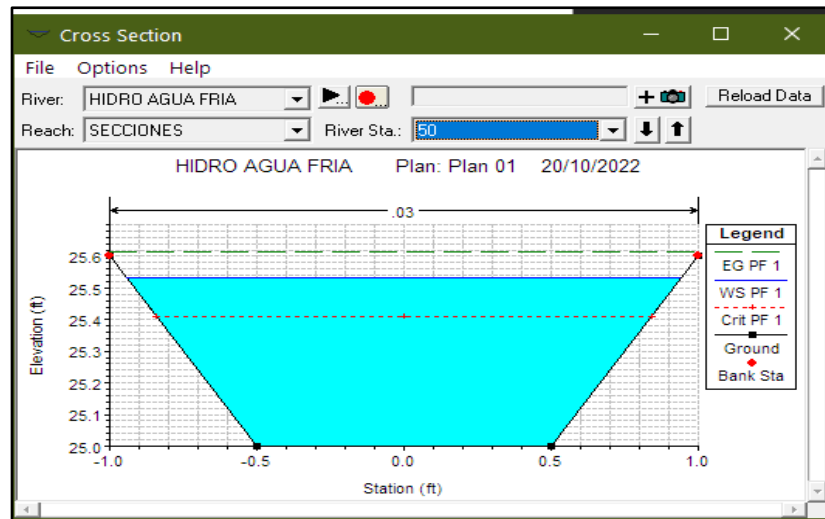 Cross Section
File Options Help
River: HIDRO AGUA FRIA Reload Data
Reach: SECCIONES River Sta.: 50
HIDRO AGUA FRIA Plan: Plan 01 20/10/2022
.03
Legend
EG PF 1
WS PF 1
Crit PF 1
Ground
Bank Sta
25.6
25.5
25.4
25.3
25.2
25.1
25.0
Elevation (ft)
-1.0 -0.5 0.0 0.5 1.0
Station (ft)